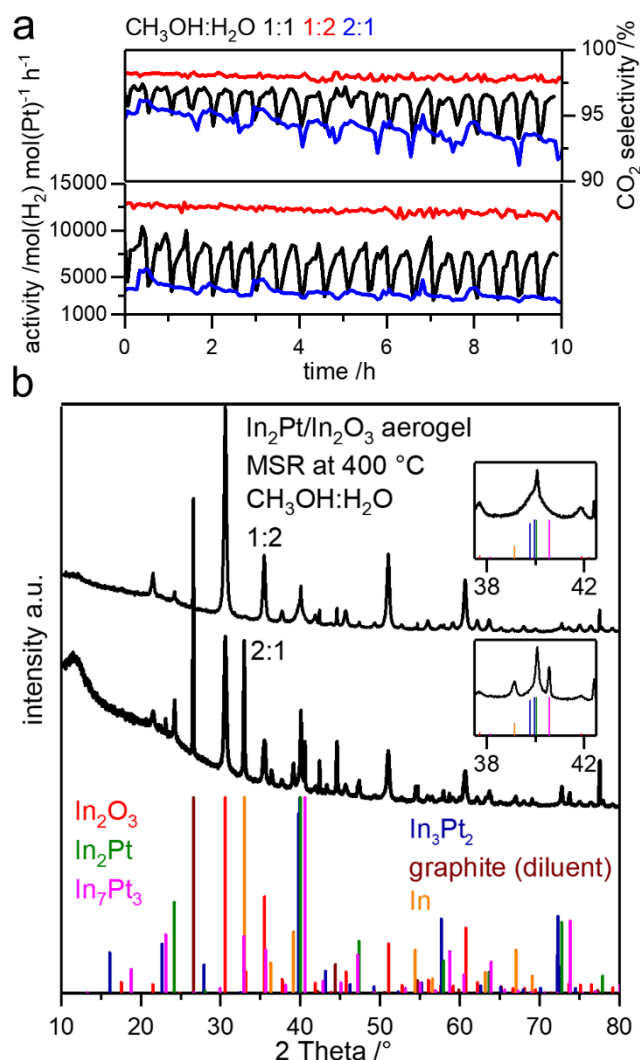 a
CH₃OH:H₂O 1:1 1:2 2:1
100
95
90
CO₂ selectivity /%
15000
10000
5000
1000
activity /mol(H₂) mol(Pt)⁻¹ h⁻¹
0 2 4 6 8 10
time /h
b
In₂Pt/In₂O₃ aerogel
MSR at 400 °C
CH₃OH:H₂O
1:2
38 42
2:1
38 42
intensity a.u.
In₂O₃
In₂Pt
In₇Pt₃
In₃Pt₂
graphite (diluent)
In
10 20 30 40 50 60 70 80
2 Theta /°